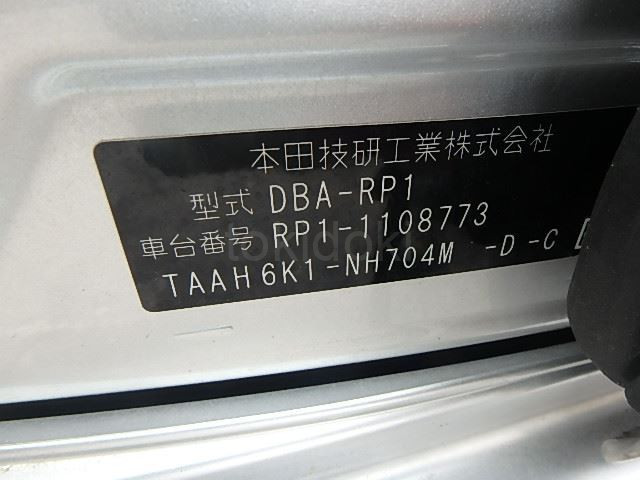 本田技研工業株式会社
型式 DBA-RP1
車台番号 RP1-1108773
TAAH6K1-NH704M -D-C